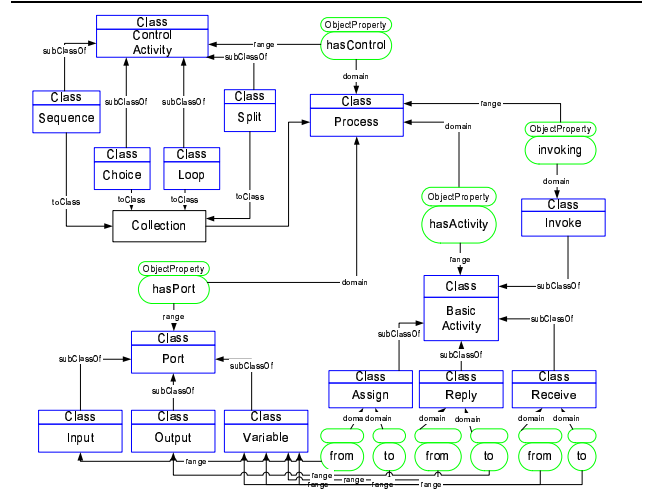 Class
Control
Activity
ObjectProperty
hasControl
subClassOf
range
subClassOf
domain
Class
Sequence
subClassOf
subClassOf
Class
Split
Class
Process
range
ObjectProperty
invoking
domain
Class
Choice
Class
Loop
domain
toClass
toClass
toClass
toClass
Collection
ObjectProperty
hasActivity
Class
Invoke
range
ObjectProperty
hasPort
domain
range
subClassOf
Class
Basic
Activity
Class
Port
subClassOf
subClassOf
subClassOf
subClassOf
subClassOf
subClassOf
Class
Assign
Class
Reply
Class
Receive
Class
Input
Class
Output
Class
Variable
domain
domain
domain
domain
domain
from
to
from
to
from
to
range
range
range
range
range